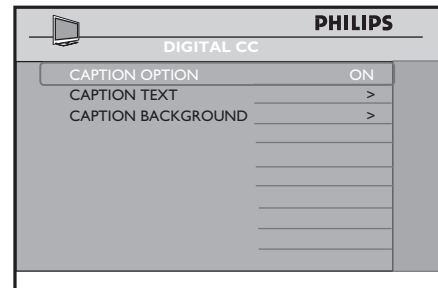 PHILIPS
DIGITAL CC
CAPTION OPTION ON
CAPTION TEXT >
CAPTION BACKGROUND >